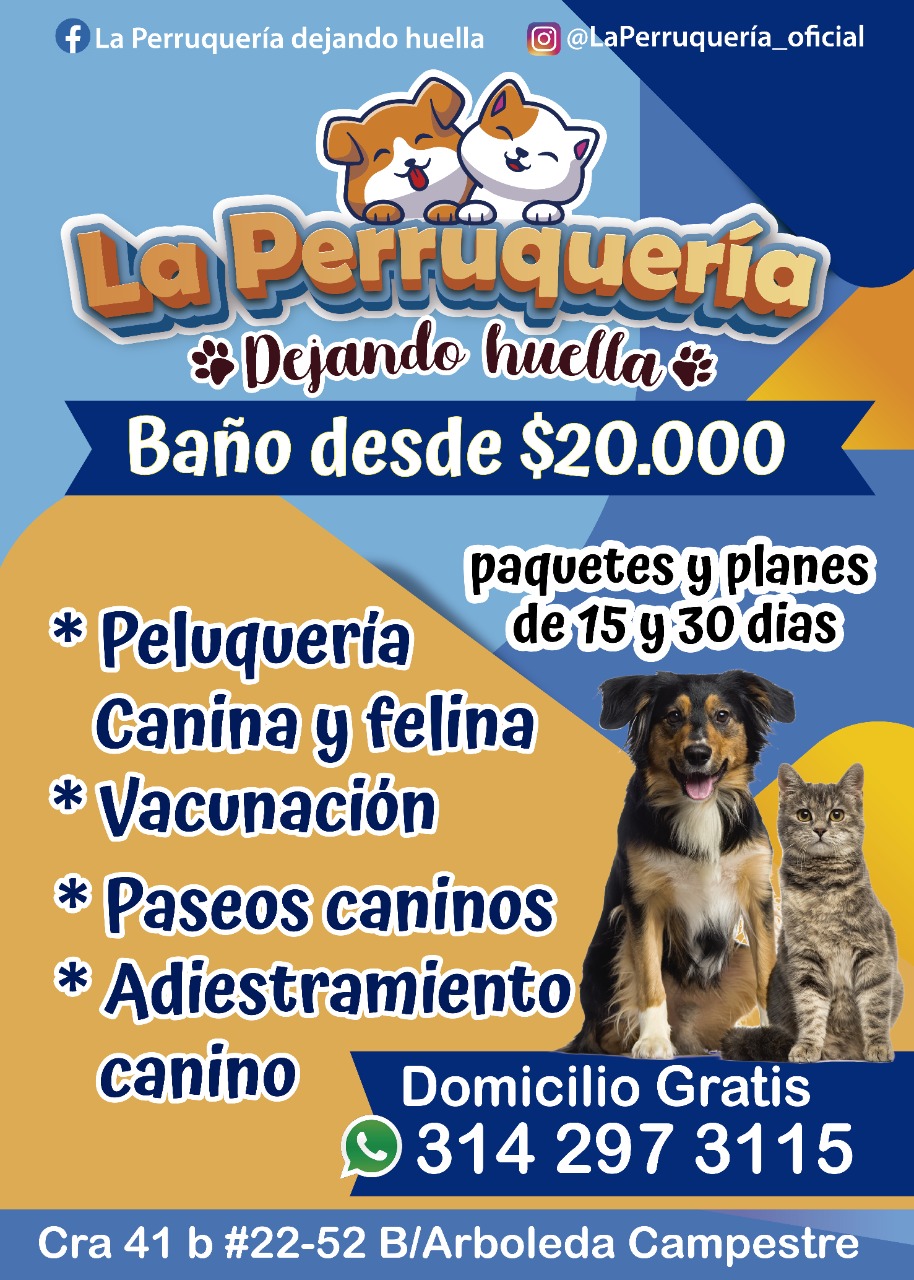 La Perruquería dejando huella @LaPerruquería_oficial
La Perruquería
Dejando huella
Baño desde $20.000
paquetes y planes
de 15 y 30 dias
* Peluquería
Canina y felina
* Vacunación
* Paseos caninos
* Adiestramiento
canino
Domicilio Gratis
314 297 3115
Cra 41 b #22-52 B/Arboleda Campestre